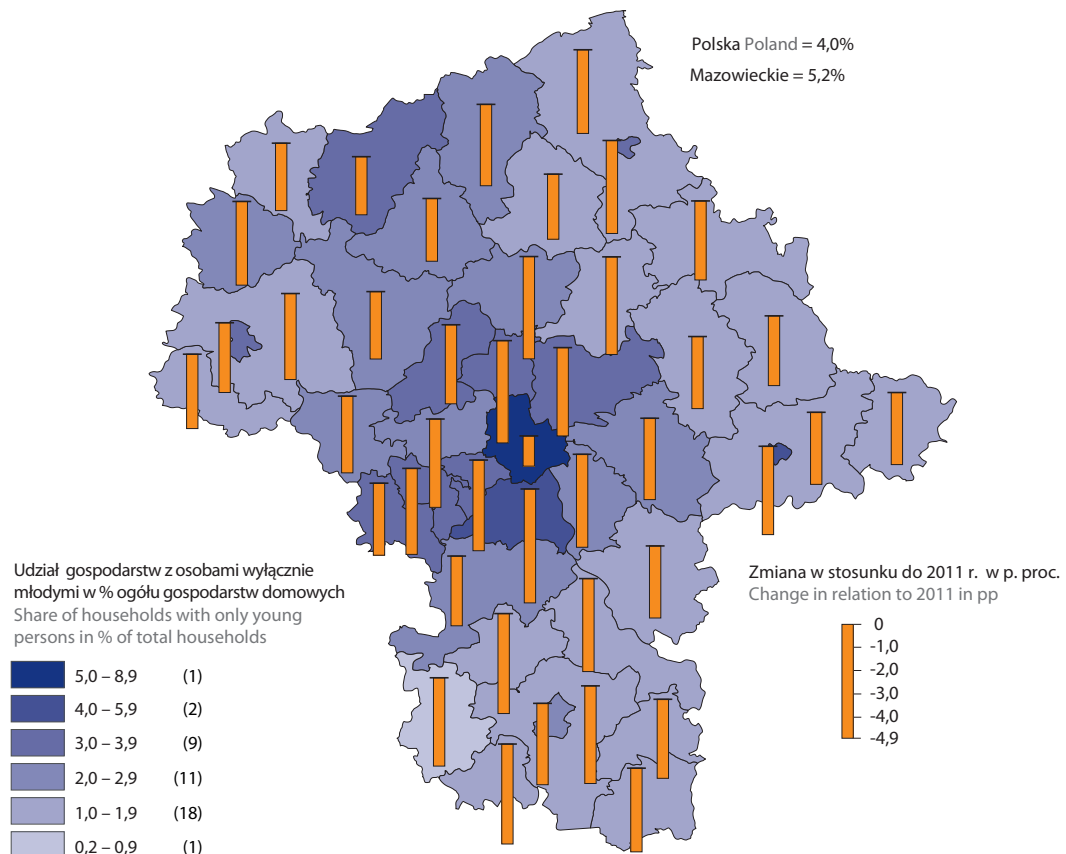 Polska Poland = 4,0%
Mazowieckie = 5,2%
Udział gospodarstw z osobami wyłącznie
młodymi w % ogółu gospodarstw domowych
Share of households with only young
persons in % of total households
5,0 – 8,9 (1)
4,0 – 5,9 (2)
3,0 – 3,9 (9)
2,0 – 2,9 (11)
1,0 – 1,9 (18)
0,2 – 0,9 (1)
Zmiana w stosunku do 2011 r. w p. proc.
Change in relation to 2011 in pp
0
-1,0
-2,0
-3,0
-4,0
-4,9